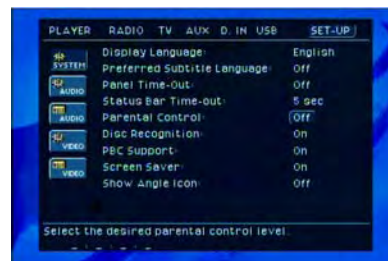 PLAYER RADIO TV AUX D. IN USB SET-UP
SYSTEM
AUDIO
AUDIO
VIDEO
VIDEO
Display Language: English
Preferred Subtitle Language: Off
Panel Time-Out: Off
Status Bar Time-out: 5 sec
Parental Control: Off
Disc Recognition: On
PBC Support: On
Screen Saver: On
Show Angle Icon: Off
Select the desired parental control level.